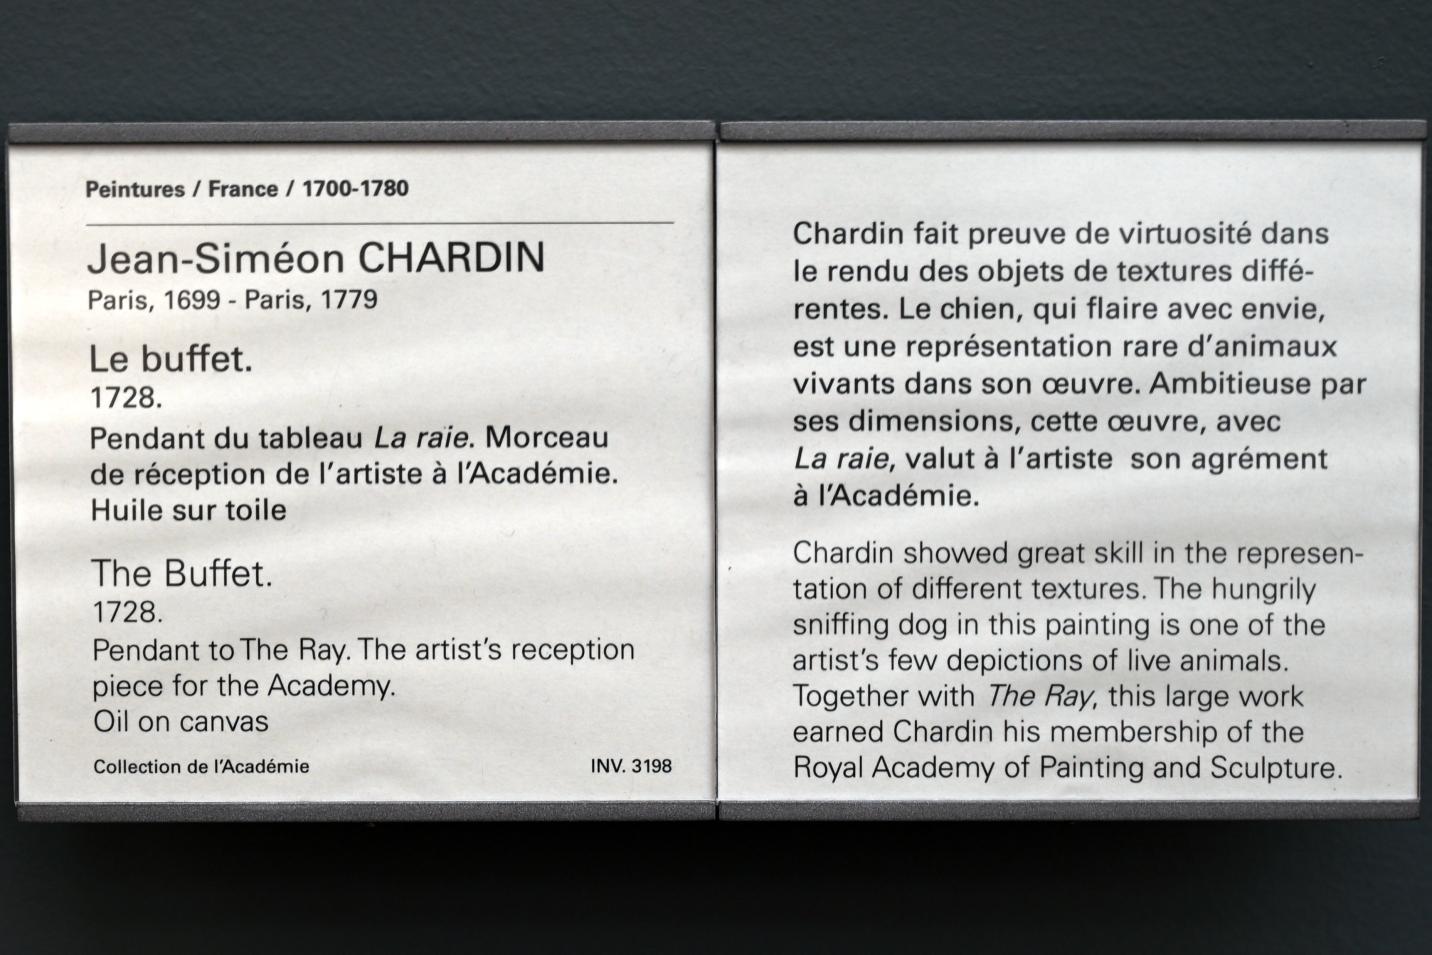 Peintures / France / 1700-1780
Jean-Siméon CHARDIN
Paris, 1699 - Paris, 1779
Le buffet.
1728.
Pendant du tableau La raie. Morceau
de réception de l'artiste à l'Académie.
Huile sur toile
The Buffet.
1728.
Pendant to The Ray. The artist's reception
piece for the Academy.
Oil on canvas
Collection de l'Académie INV. 3198
Chardin fait preuve de virtuosité dans
le rendu des objets de textures diffé-
rentes. Le chien, qui flaire avec envie,
est une représentation rare d'animaux
vivants dans son œuvre. Ambitieuse par
ses dimensions, cette œuvre, avec
La raie, valut à l'artiste son agrément
à l'Académie.
Chardin showed great skill in the represen-
tation of different textures. The hungrily
sniffing dog in this painting is one of the
artist's few depictions of live animals.
Together with The Ray, this large work
earned Chardin his membership of the
Royal Academy of Painting and Sculpture.